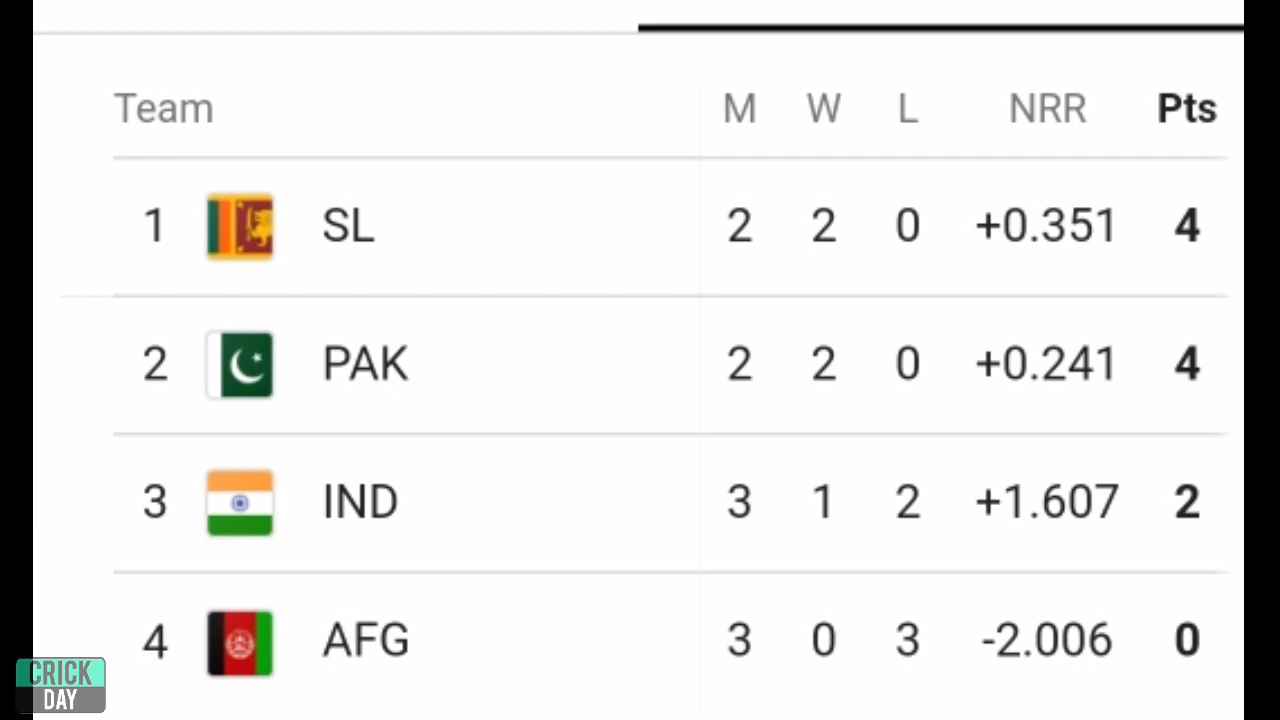 Team M W L NRR Pts
1 SL 2 2 0 +0.351 4
2 PAK 2 2 0 +0.241 4
3 IND 3 1 2 +1.607 2
4 AFG 3 0 3 -2.006 0
CRICK
DAY